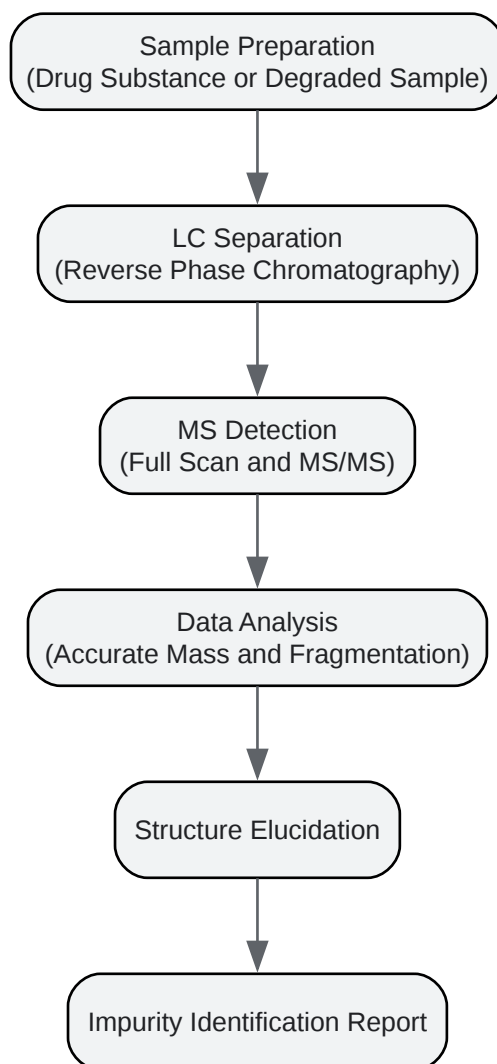 Sample Preparation
(Drug Substance or Degraded Sample)
LC Separation
(Reverse Phase Chromatography)
MS Detection
(Full Scan and MS/MS)
Data Analysis
(Accurate Mass and Fragmentation)
Structure Elucidation
Impurity Identification Report